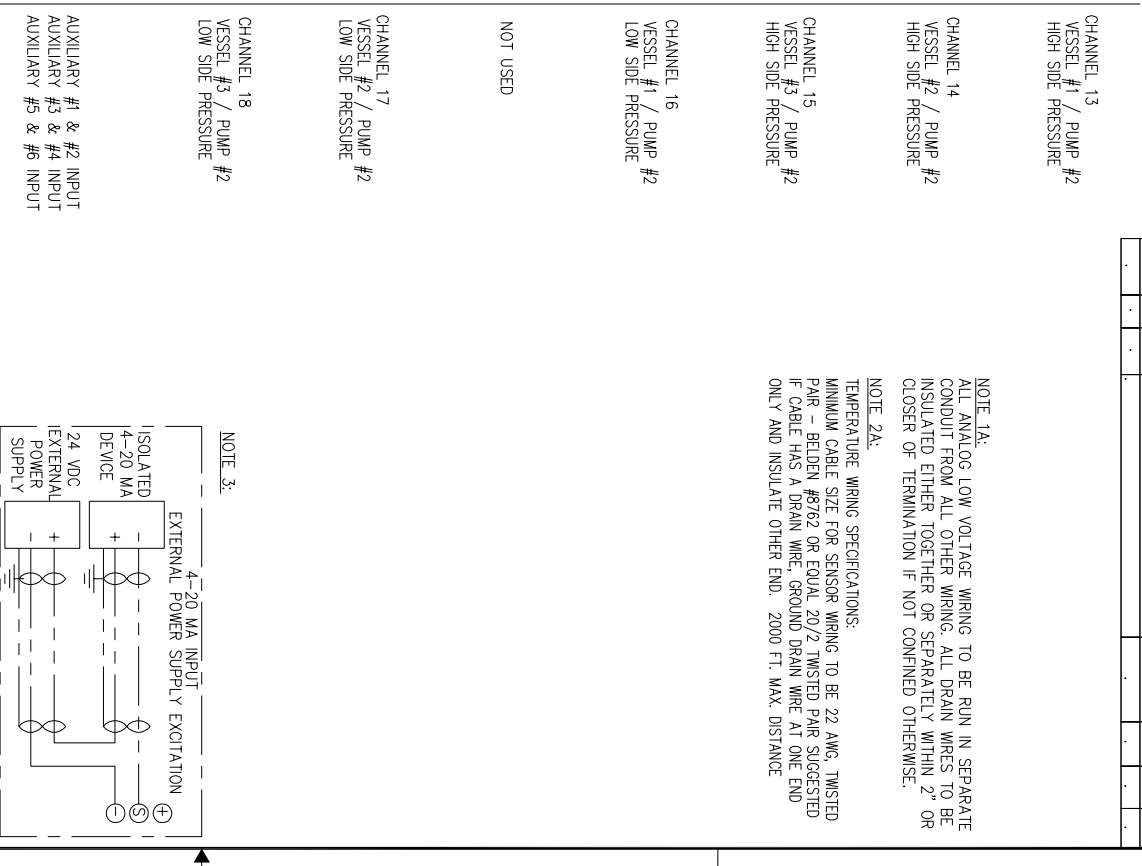 CHANNEL 13
VESSEL #1 / PUMP #2
HIGH SIDE PRESSURE
CHANNEL 14
VESSEL #2 / PUMP #2
HIGH SIDE PRESSURE
CHANNEL 15
VESSEL #3 / PUMP #2
HIGH SIDE PRESSURE
CHANNEL 16
VESSEL #1 / PUMP #2
LOW SIDE PRESSURE
NOT USED
CHANNEL 17
VESSEL #2 / PUMP #2
LOW SIDE PRESSURE
CHANNEL 18
VESSEL #3 / PUMP #2
LOW SIDE PRESSURE
AUXILIARY #1 & #2 INPUT
AUXILIARY #3 & #4 INPUT
AUXILIARY #5 & #6 INPUT
NOTE 1A:
ALL ANALOG LOW VOLTAGE WIRING TO BE RUN IN SEPARATE
CONDUIT FROM ALL OTHER WIRING. ALL DRAIN WIRES TO BE
INSULATED EITHER TOGETHER OR SEPARATELY WITHIN 2" OR
CLOSER OF TERMINATION IF NOT CONFINED OTHERWISE.
NOTE 2A:
TEMPERATURE WIRING SPECIFICATIONS:
MINIMUM CABLE SIZE FOR SENSOR WIRING TO BE 22 AWG, TWISTED
PAIR – BELDEN #8762 OR EQUAL 20/2 TWISTED PAIR SUGGESTED
IF CABLE HAS A DRAIN WIRE, GROUND DRAIN WIRE AT ONE END
ONLY AND INSULATE OTHER END. 2000 FT. MAX. DISTANCE
NOTE 3:
4–20 MA INPUT
EXTERNAL POWER SUPPLY EXCITATION
ISOLATED
4–20 MA
DEVICE
–
+
24 VDC
EXTERNAL
POWER
SUPPLY
+
–
+
S
–